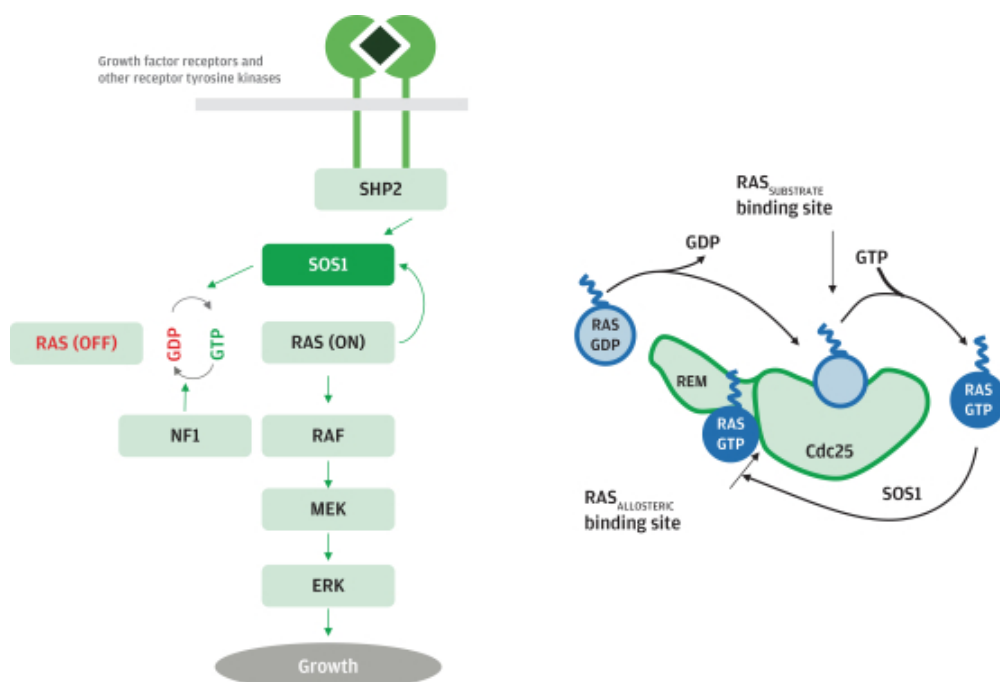 Growth factor receptors and
other receptor tyrosine kinases
SHP2
SOS1
RAS (OFF)
GDP
GTP
RAS (ON)
NF1
RAF
MEK
ERK
Growth
RAS SUBSTRATE
binding site
GDP
GTP
RAS
GDP
REM
RAS
GTP
Cdc25
RAS
GTP
SOS1
RAS ALLOSTERIC
binding site